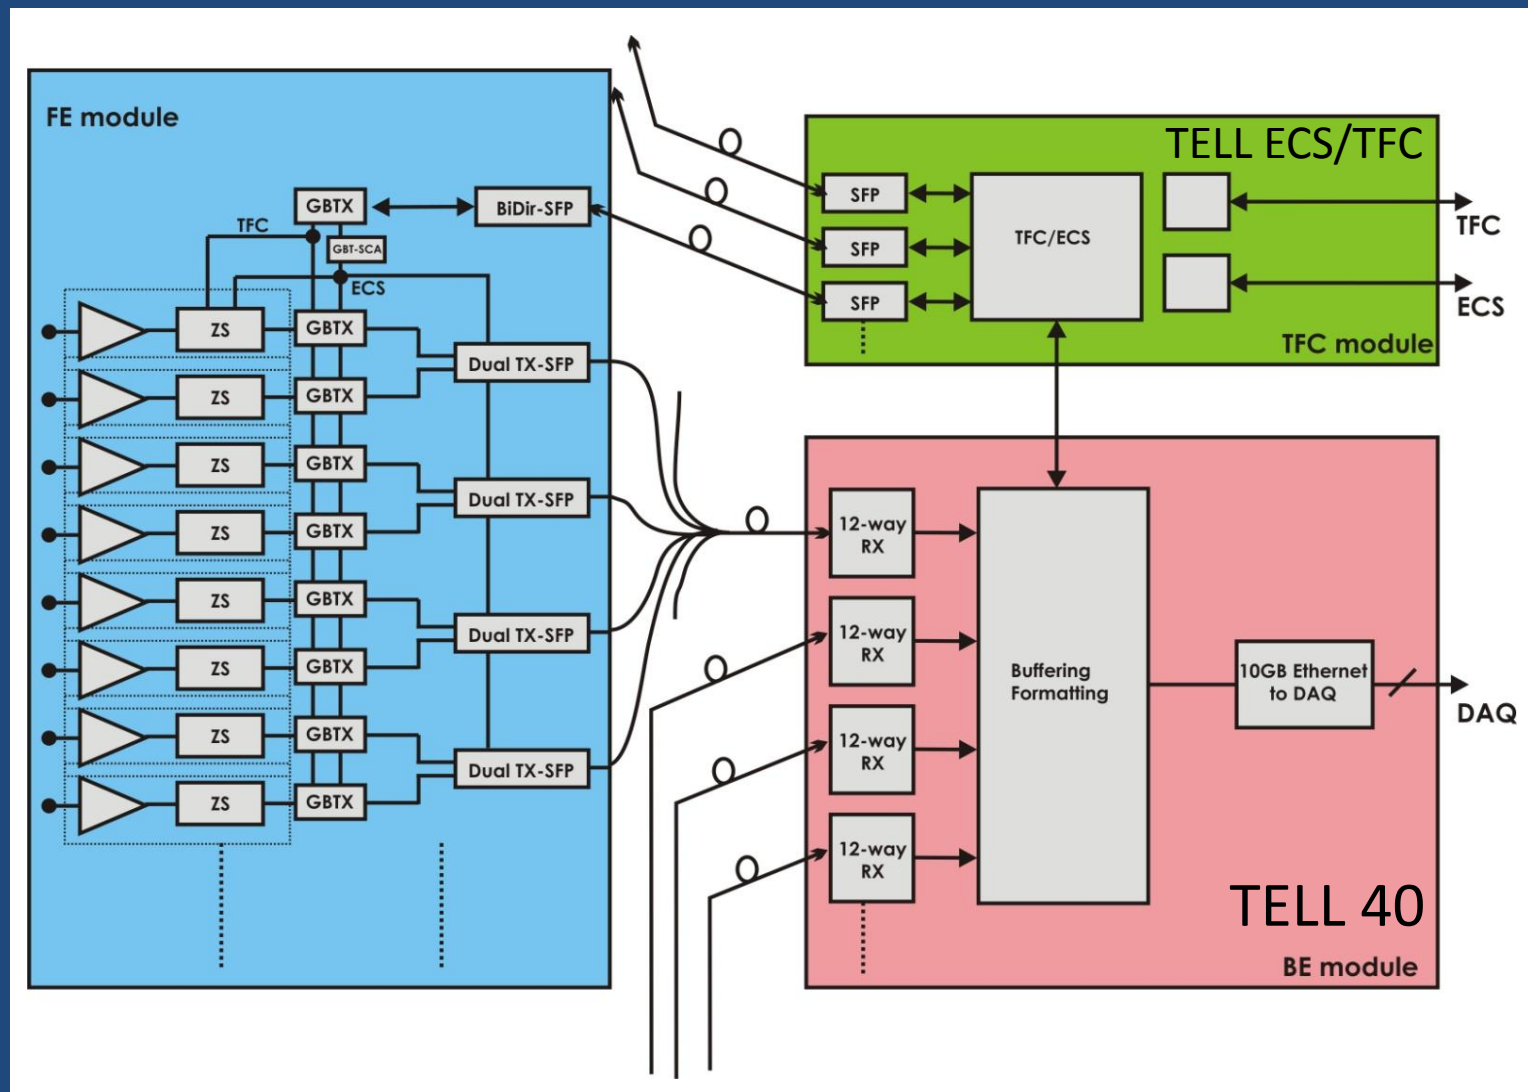 FE module
GBTX
BiDir-SFP
TFC
GBT-SCA
ECS
ZS
GBTX
Dual TX-SFP
ZS
GBTX
ZS
GBTX
Dual TX-SFP
ZS
GBTX
ZS
GBTX
Dual TX-SFP
ZS
GBTX
ZS
GBTX
Dual TX-SFP
ZS
GBTX
TELL ECS/TFC
SFP
SFP
SFP
TFC/ECS
TFC module
TFC
ECS
12-way
RX
12-way
RX
12-way
RX
12-way
RX
Buffering
Formatting
10GB Ethernet
to DAQ
DAQ
TELL 40
BE module